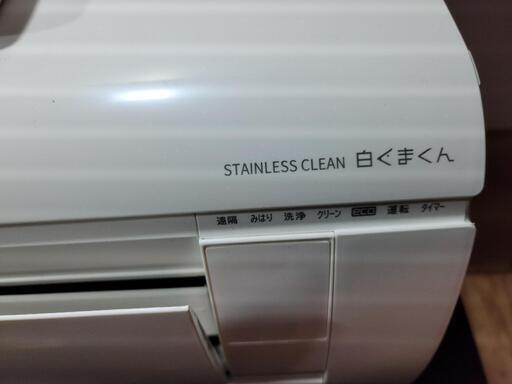 STAINLESS CLEAN 白くまくん
遠隔 みはり 洗浄 クリーン eco 運転 タイマー